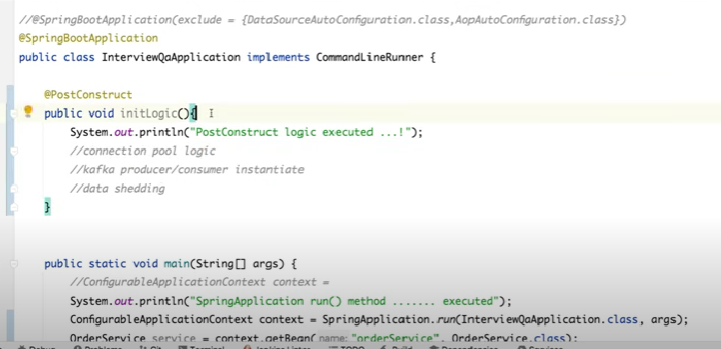 //@SpringBootApplication(exclude = {DataSourceAutoConfiguration.class,AopAutoConfiguration.class})
@SpringBootApplication
public class InterviewQaApplication implements CommandLineRunner {
@PostConstruct
public void initLogic(){
System.out.println("PostConstruct logic executed ...!");
//connection pool logic
//kafka producer/consumer instantiate
//data shedding
}
public static void main(String[] args) {
//ConfigurableApplicationContext context =
System.out.println("SpringApplication run() method ....... executed");
ConfigurableApplicationContext context = SpringApplication.run(InterviewQaApplication.class, args);
OrderService service = context.getBean( name: "orderService", OrderService.class);